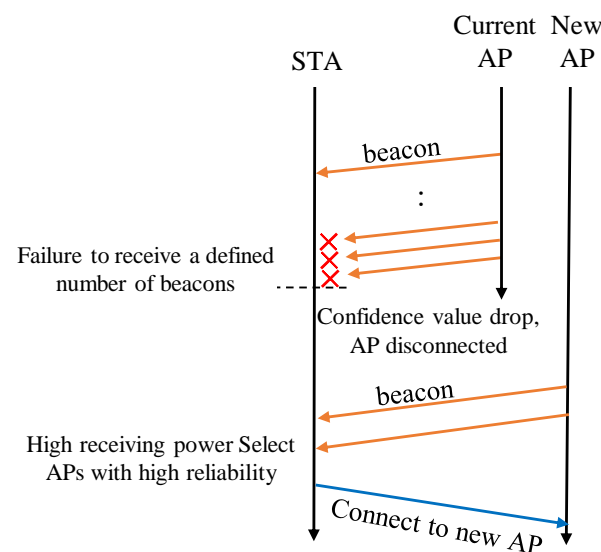 STA
Current
AP
New
AP
beacon
:
Failure to receive a defined
number of beacons
Confidence value drop,
AP disconnected
beacon
High receiving power Select
APs with high reliability
Connect to new AP